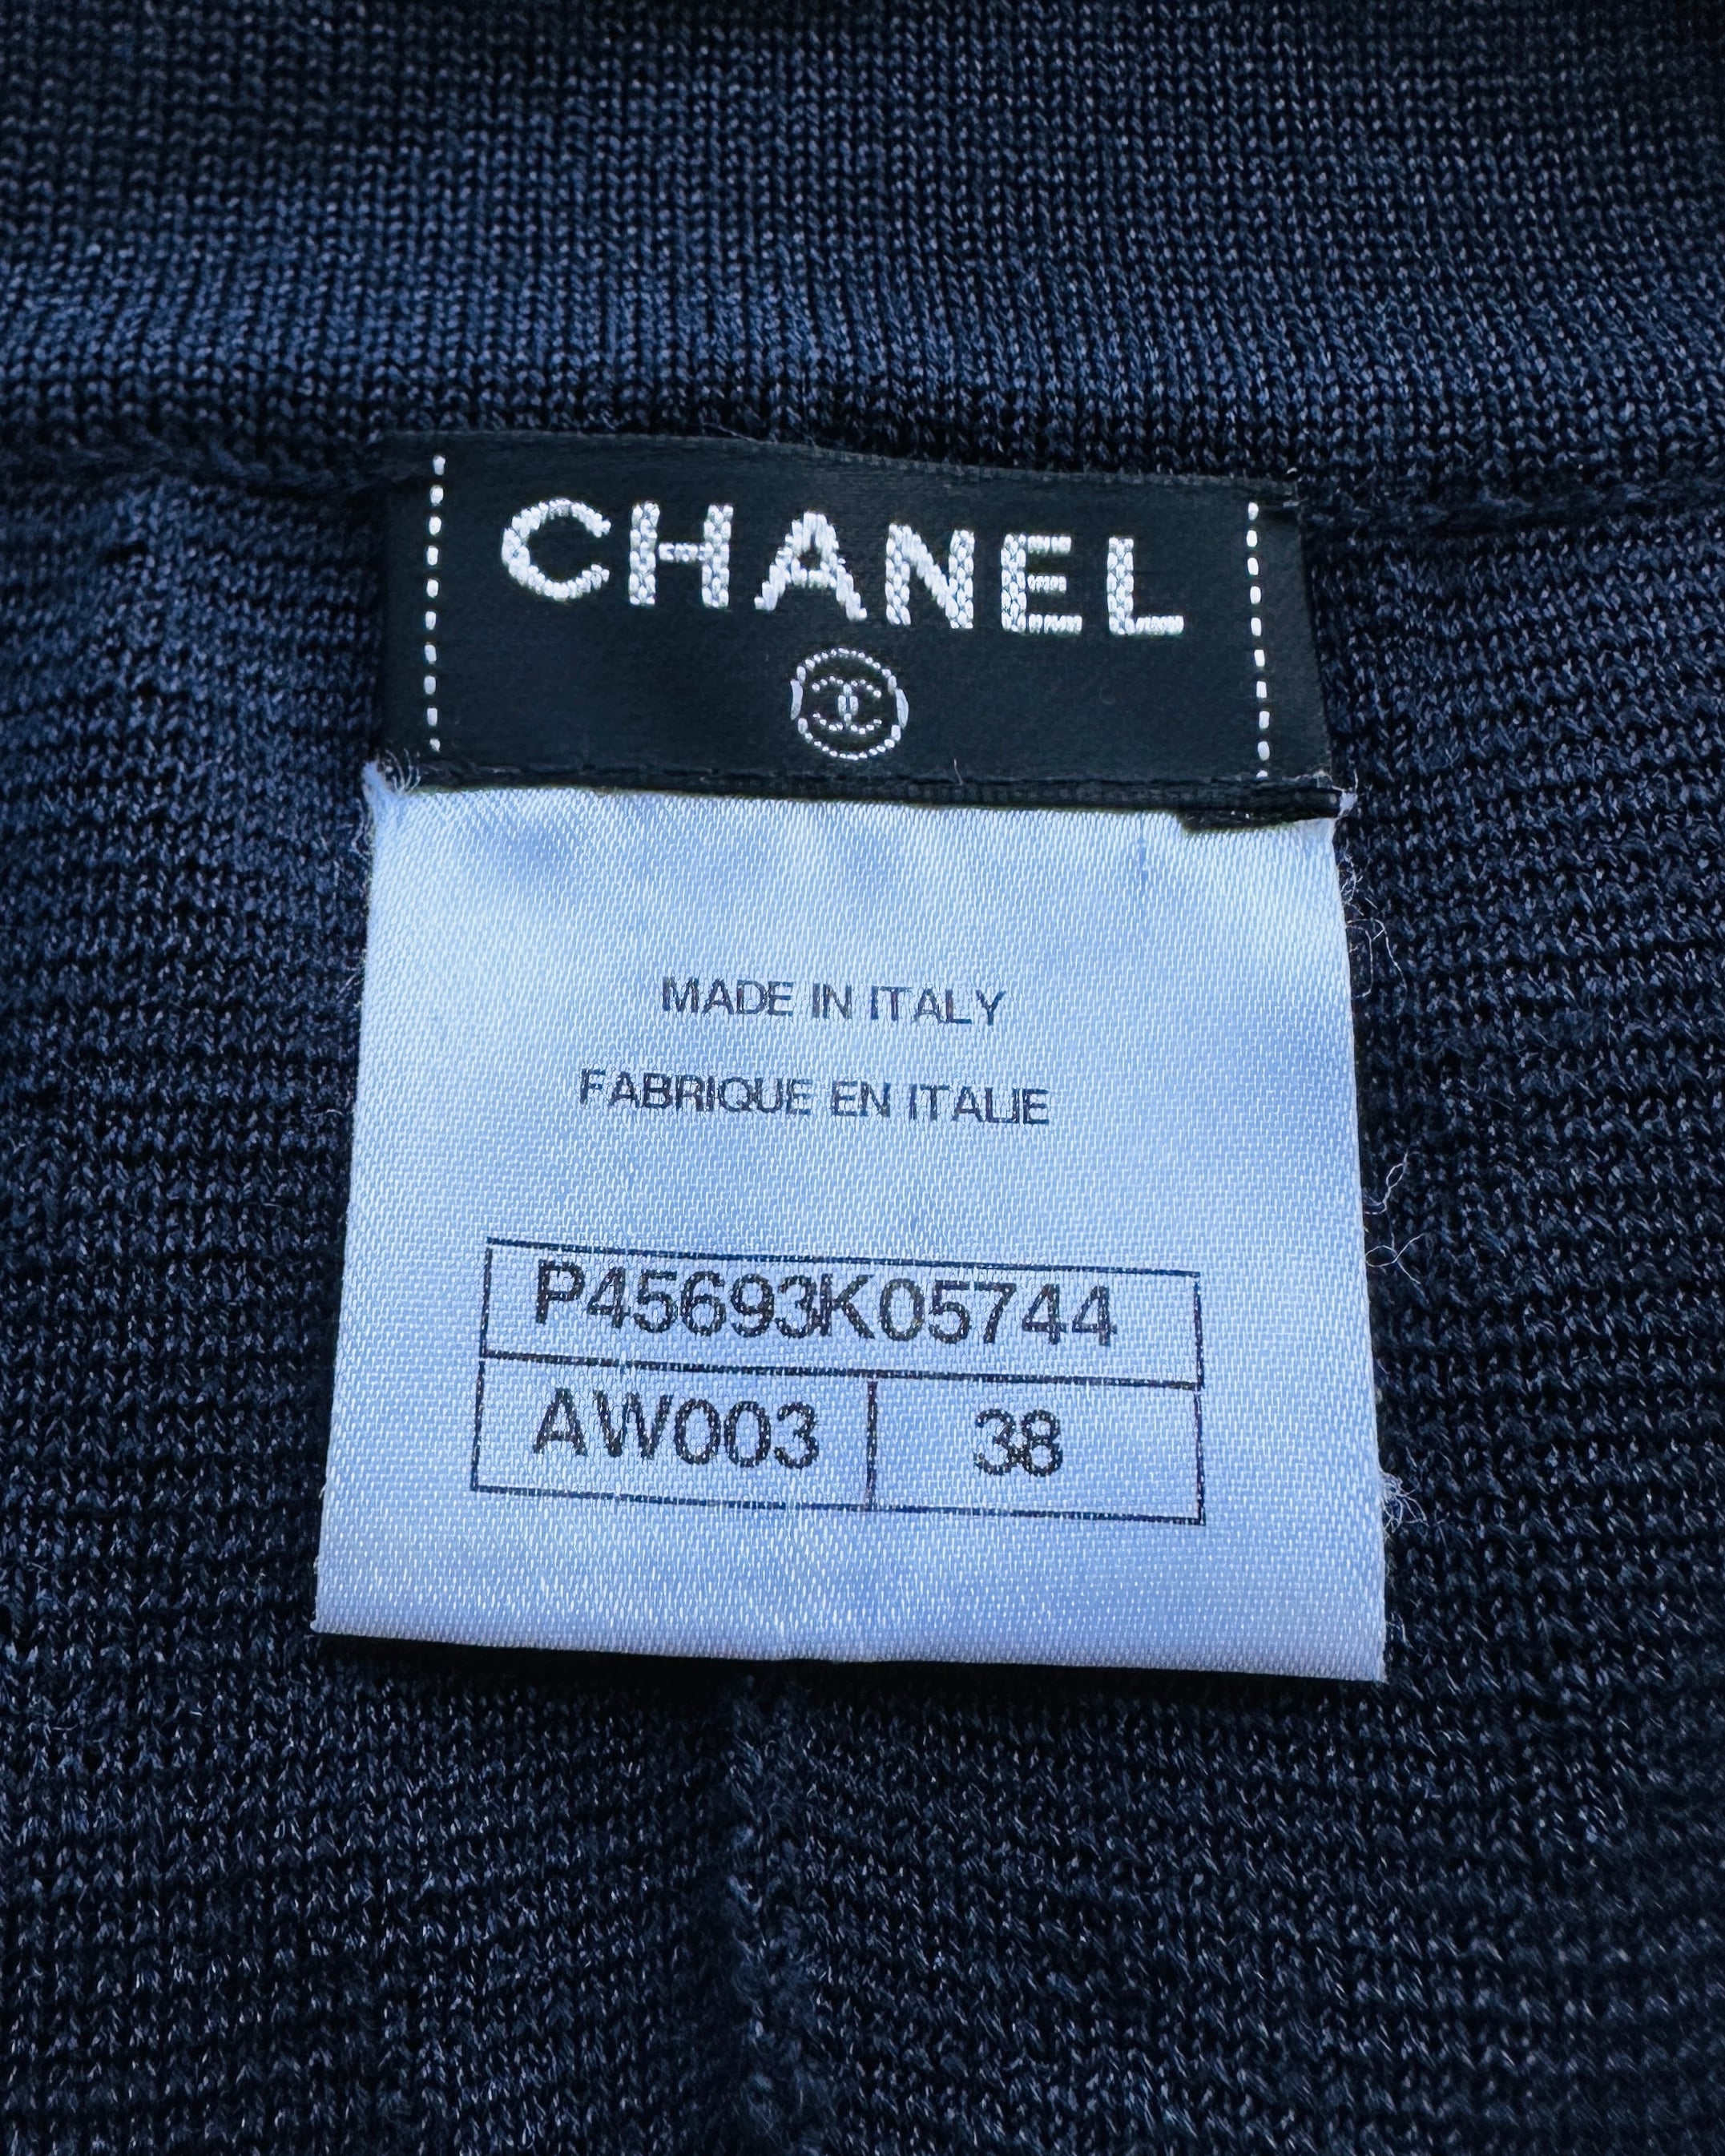 CHANEL
MADE IN ITALY
FABRIQUE EN ITALIE
P45693K05744
AW003 38